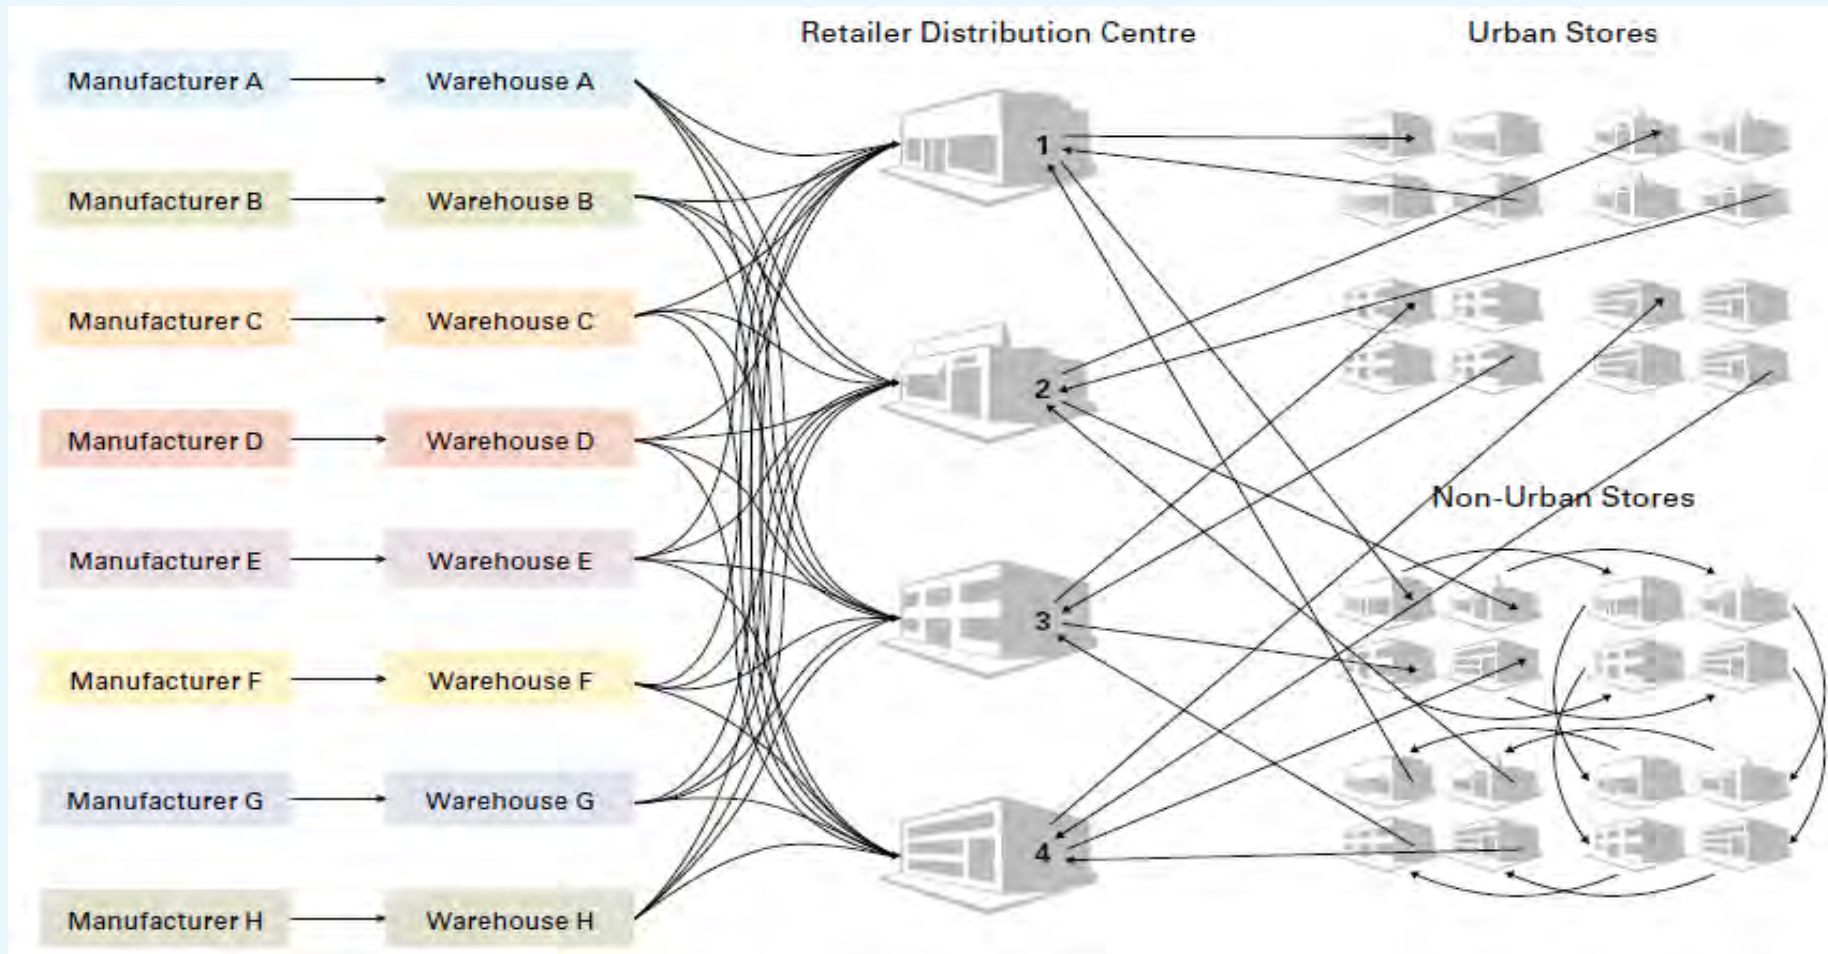 Retailer Distribution Centre
Urban Stores
Manufacturer A
Warehouse A
1
Manufacturer B
Warehouse B
Manufacturer C
Warehouse C
2
Manufacturer D
Warehouse D
Non-Urban Stores
Manufacturer E
Warehouse E
3
Manufacturer F
Warehouse F
Manufacturer G
Warehouse G
4
Manufacturer H
Warehouse H